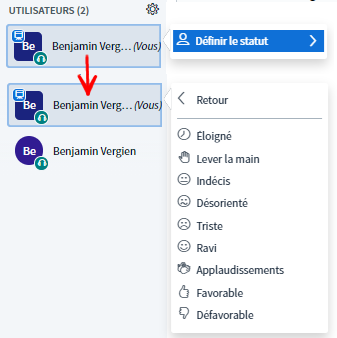 UTILISATEURS (2)
Be Benjamin Verg... (Vous)
Définir le statut
Be Benjamin Verg... (Vous)
Be Benjamin Vergien
Retour
Éloigné
Lever la main
Indécis
Désorienté
Triste
Ravi
Applaudissements
Favorable
Défavorable